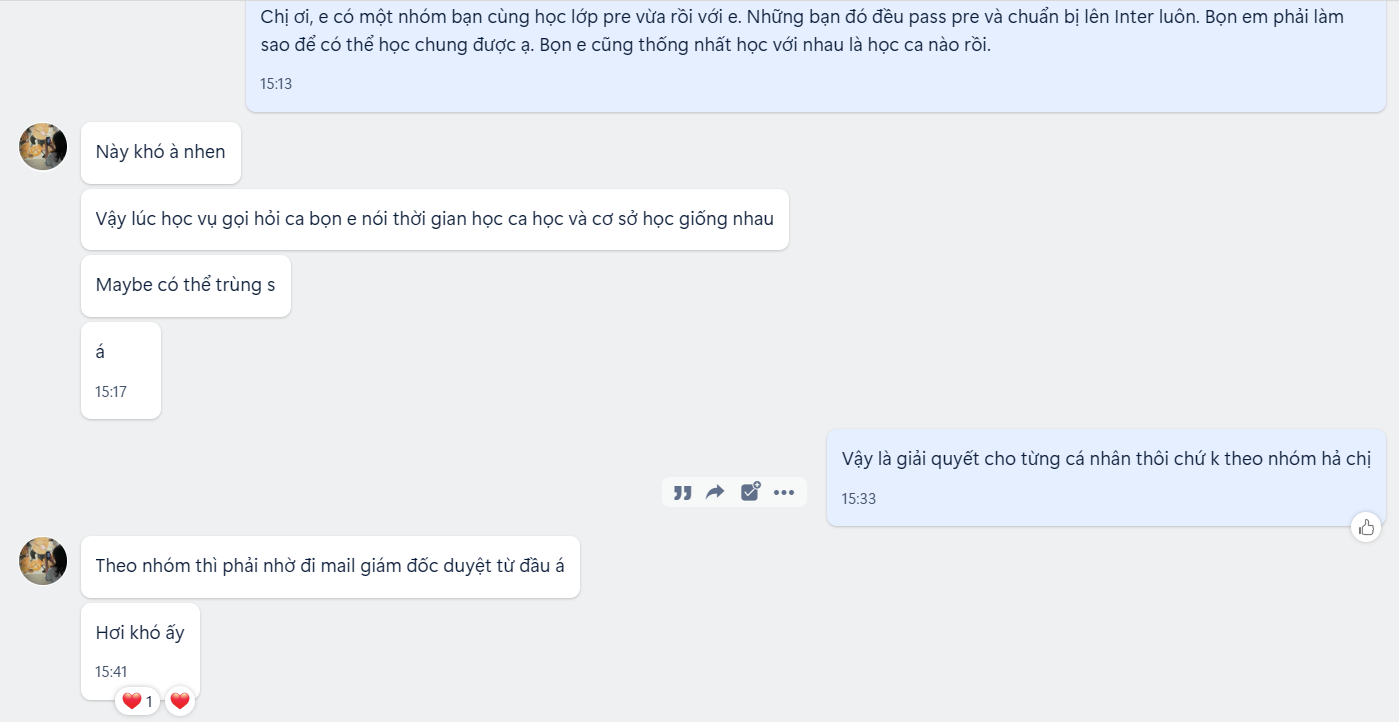 Chị ơi, e có một nhóm bạn cùng học lớp pre vừa rồi với e. Những bạn đó đều pass pre và chuẩn bị lên Inter luôn. Bọn em phải làm
sao để có thể học chung được ạ. Bọn e cũng thống nhất học với nhau là học ca nào rồi.
15:13
Này khó à nhen
Vậy lúc học vụ gọi hỏi ca bọn e nói thời gian học ca học và cơ sở học giống nhau
Maybe có thể trùng s
á
15:17
Vậy là giải quyết cho từng cá nhân thôi chứ k theo nhóm hả chị
15:33
Theo nhóm thì phải nhờ đi mail giám đốc duyệt từ đầu á
Hơi khó ấy
15:41
1